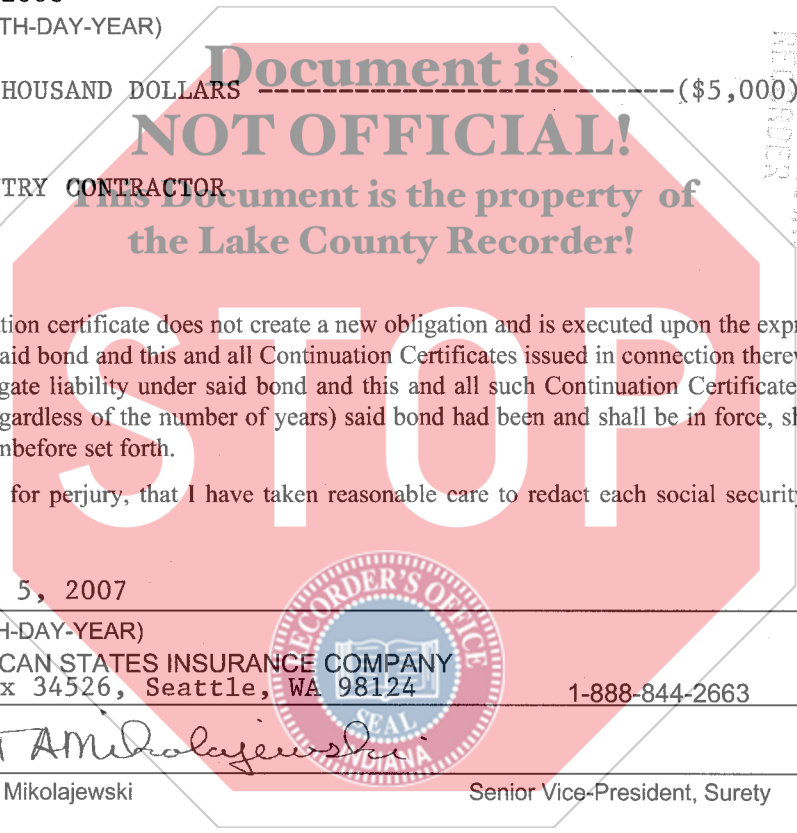 TH-DAY-YEAR)
Document is
HOUSAND DOLLARS ---------------------------($5,000)
NOT OFFICIAL!
RECORDER
TRY CONTRACTOR
This Document is the property of
the Lake County Recorder!
STOP
tion certificate does not create a new obligation and is executed upon the expr
aid bond and this and all Continuation Certificates issued in connection therev
gate liability under said bond and this and all such Continuation Certificate
gardless of the number of years) said bond had been and shall be in force, sh
nbefore set forth.
for perjury, that I have taken reasonable care to redact each social security
5, 2007
H-DAY-YEAR)
CAN STATES INSURANCE COMPANY
x 34526, Seattle, WA 98124 1-888-844-2663
RECORDER'S OFFICE
SEAL
INDIANA
T A Mikolajewski
Mikolajewski Senior Vice-President, Surety